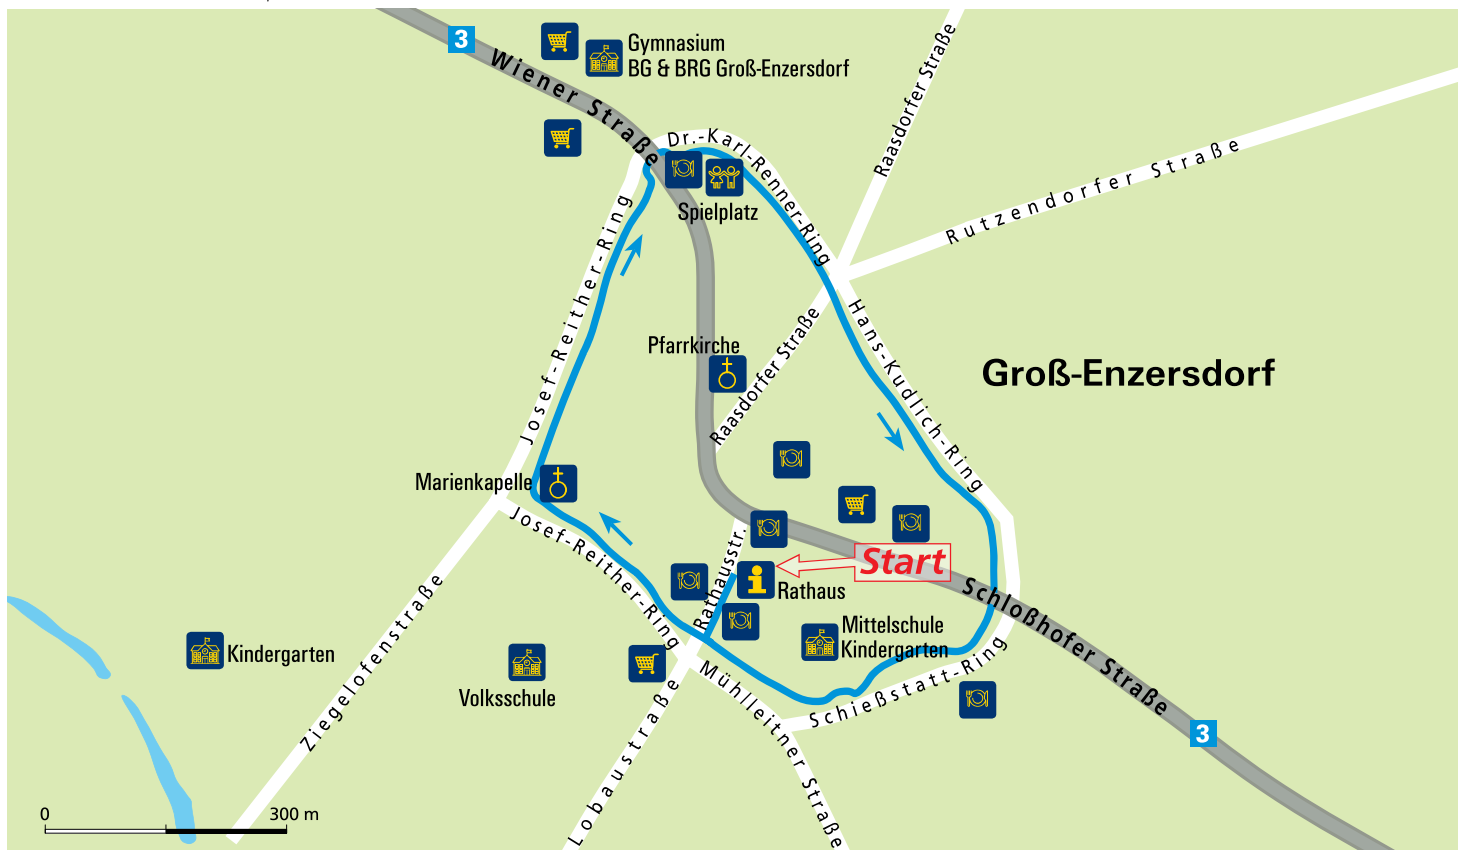 3
Wiener Straße
Gymnasium
BG & BRG Groß-Enzersdorf
Raasdorfer Straße
Dr.-Karl-Renner-Ring
Rutzendorfer Straße
Spielplatz
Josef-Reither-Ring
Pfarrkirche
Raasdorfer Straße
Hans-Kudlich-Ring
Groß-Enzersdorf
Marienkapelle
Josef-Reither-Ring
Rathausstr.
Start
Rathaus
Schloßhofer Straße
Mittelschule
Kindergarten
Kindergarten
Volksschule
Ziegelofenstraße
Lobaustraße
Mühlleitner Straße
Schießstatt-Ring
3
0
300 m